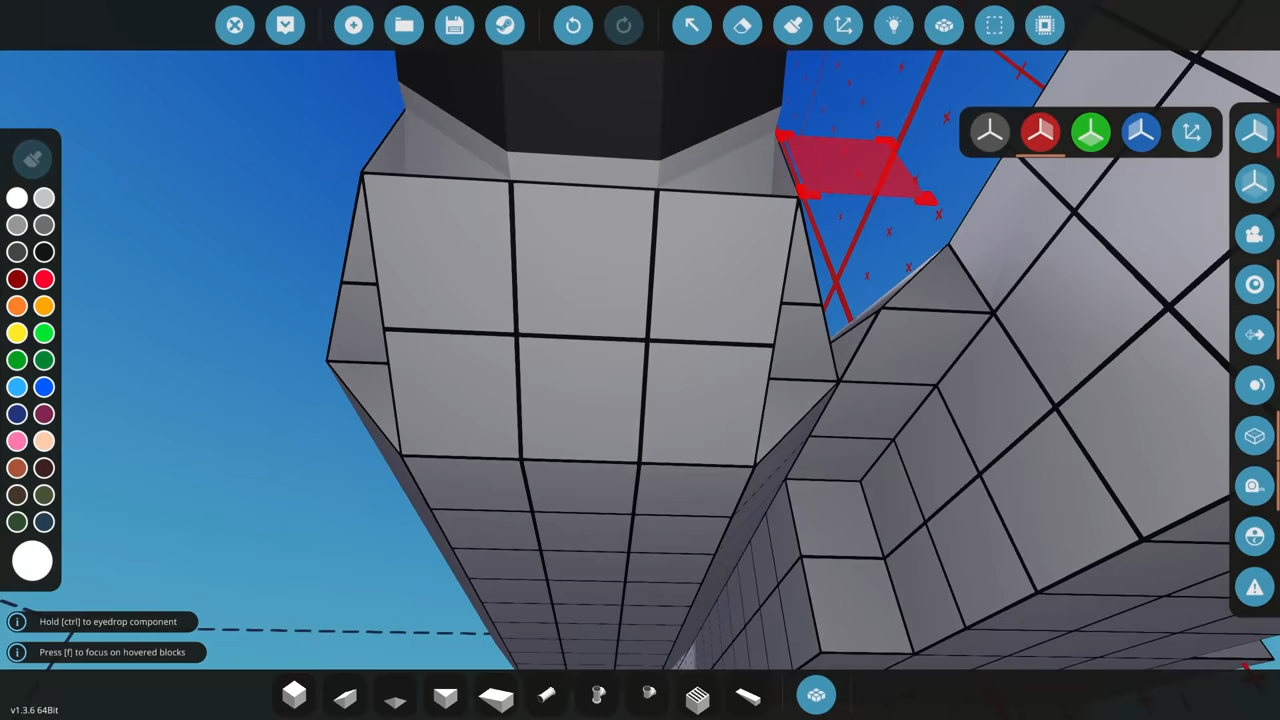 Hold [ctrl] to eyedrop component
Press [f] to focus on hovered blocks
v1.3.6 64Bit